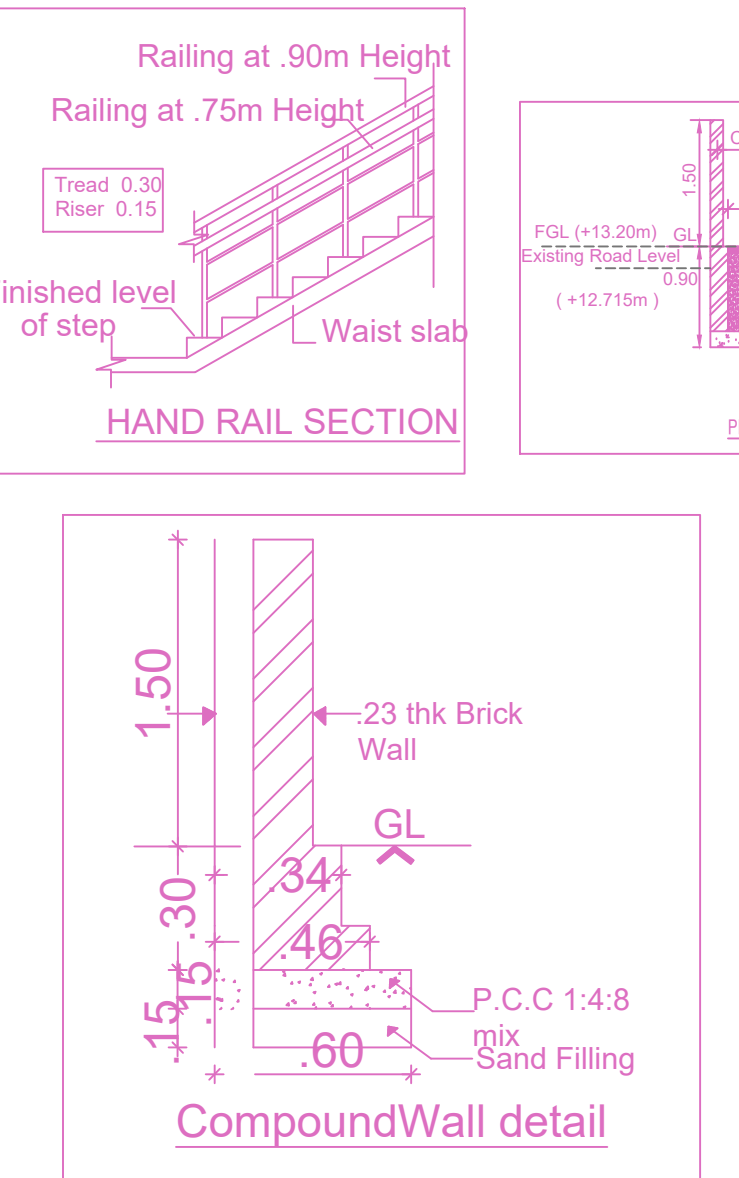 Railing at .90m Height
Railing at .75m Height
Tread 0.30
Riser 0.15
inished level
of step
Waist slab
HAND RAIL SECTION
1.50
FGL (+13.20m)
GL
Existing Road Level
0.90
( +12.715m )
1.50
.23 thk Brick
Wall
GL
.34
.30
.46
.15
.15
P.C.C 1:4:8
mix
Sand Filling
.60
CompoundWall detail